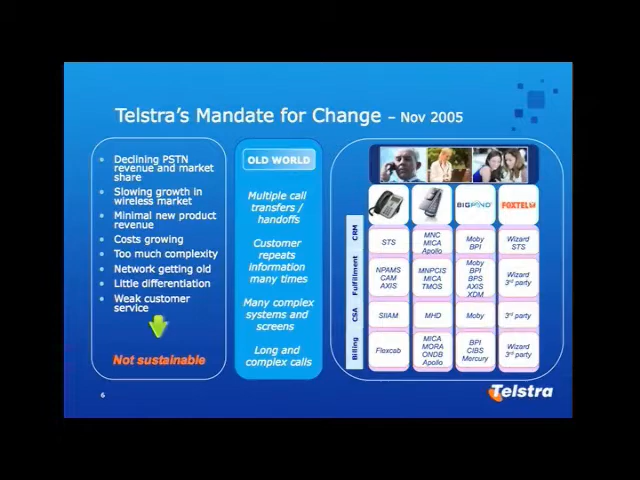 Telstra's Mandate for Change – Nov 2005
Declining PSTN
revenue and market
share
Slowing growth in
wireless market
Minimal new product
revenue
Costs growing
Too much complexity
Network getting old
Little differentiation
Weak customer
service
Not sustainable
OLD WORLD
Multiple call
transfers /
handoffs
Customer
repeats
information
many times
Many complex
systems and
screens
Long and
complex calls
BIGPOND
FOXTEL
CRM
STS
MNC
MICA
Apollo
Moby
BPI
Wizard
STS
Fulfillment
NPAMS
CAM
AXIS
MNPCIS
MICA
TMOS
Moby
BPI
BPS
AXIS
XDM
Wizard
3rd party
CSA
SIIAM
MHD
Moby
3rd party
Billing
Flexcab
MICA
MORA
ONDB
Apollo
BPI
CIBS
Mercury
Wizard
3rd party
6
Telstra